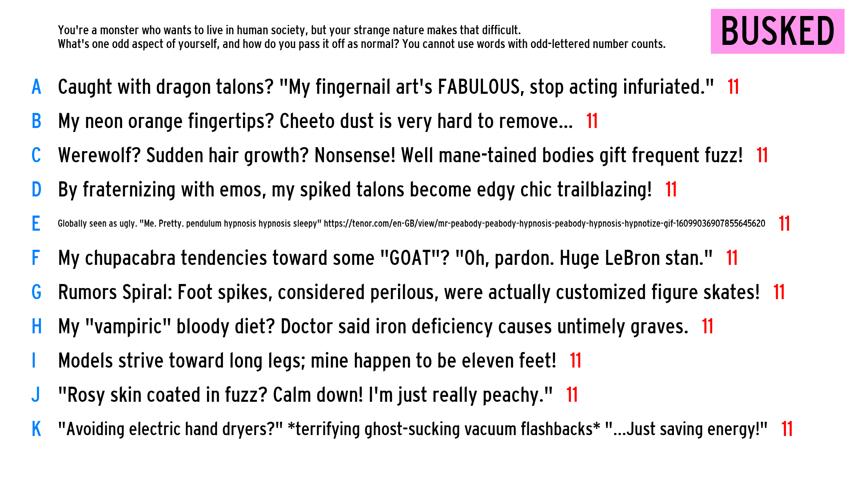 You're a monster who wants to live in human society, but your strange nature makes that difficult.
What's one odd aspect of yourself, and how do you pass it off as normal? You cannot use words with odd-lettered number counts.
BUSKED
A Caught with dragon talons? "My fingernail art's FABULOUS, stop acting infuriated." 11
B My neon orange fingertips? Cheeto dust is very hard to remove... 11
C Werewolf? Sudden hair growth? Nonsense! Well mane-tained bodies gift frequent fuzz! 11
D By fraternizing with emos, my spiked talons become edgy chic trailblazing! 11
E Globally seen as ugly. "Me. Pretty. pendulum hypnosis hypnosis sleepy" https://tenor.com/en-GB/view/mr-peabody-peabody-hypnosis-peabody-hypnosis-hypnotize-gif-16099036907855645620 11
F My chupacabra tendencies toward some "GOAT"? "Oh, pardon. Huge LeBron stan." 11
G Rumors Spiral: Foot spikes, considered perilous, were actually customized figure skates! 11
H My "vampiric" bloody diet? Doctor said iron deficiency causes untimely graves. 11
I Models strive toward long legs; mine happen to be eleven feet! 11
J "Rosy skin coated in fuzz? Calm down! I'm just really peachy." 11
K "Avoiding electric hand dryers?" *terrifying ghost-sucking vacuum flashbacks* "...Just saving energy!" 11